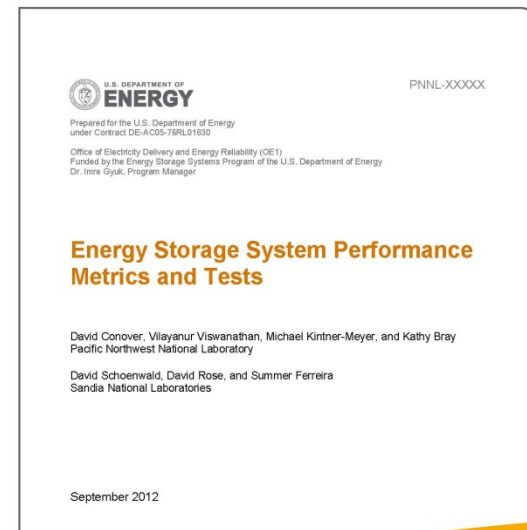 U.S. DEPARTMENT OF
ENERGY
PNNL-XXXXX
Prepared for the U.S. Department of Energy
under Contract DE-AC05-76RL01830
Office of Electricity Delivery and Energy Reliability (OE1)
Funded by the Energy Storage Systems Program of the U.S. Department of Energy
Dr. Imre Gyuk, Program Manager
Energy Storage System Performance
Metrics and Tests
David Conover, Vilayanur Viswanathan, Michael Kintner-Meyer, and Kathy Bray
Pacific Northwest National Laboratory
David Schoenwald, David Rose, and Summer Ferreira
Sandia National Laboratories
September 2012